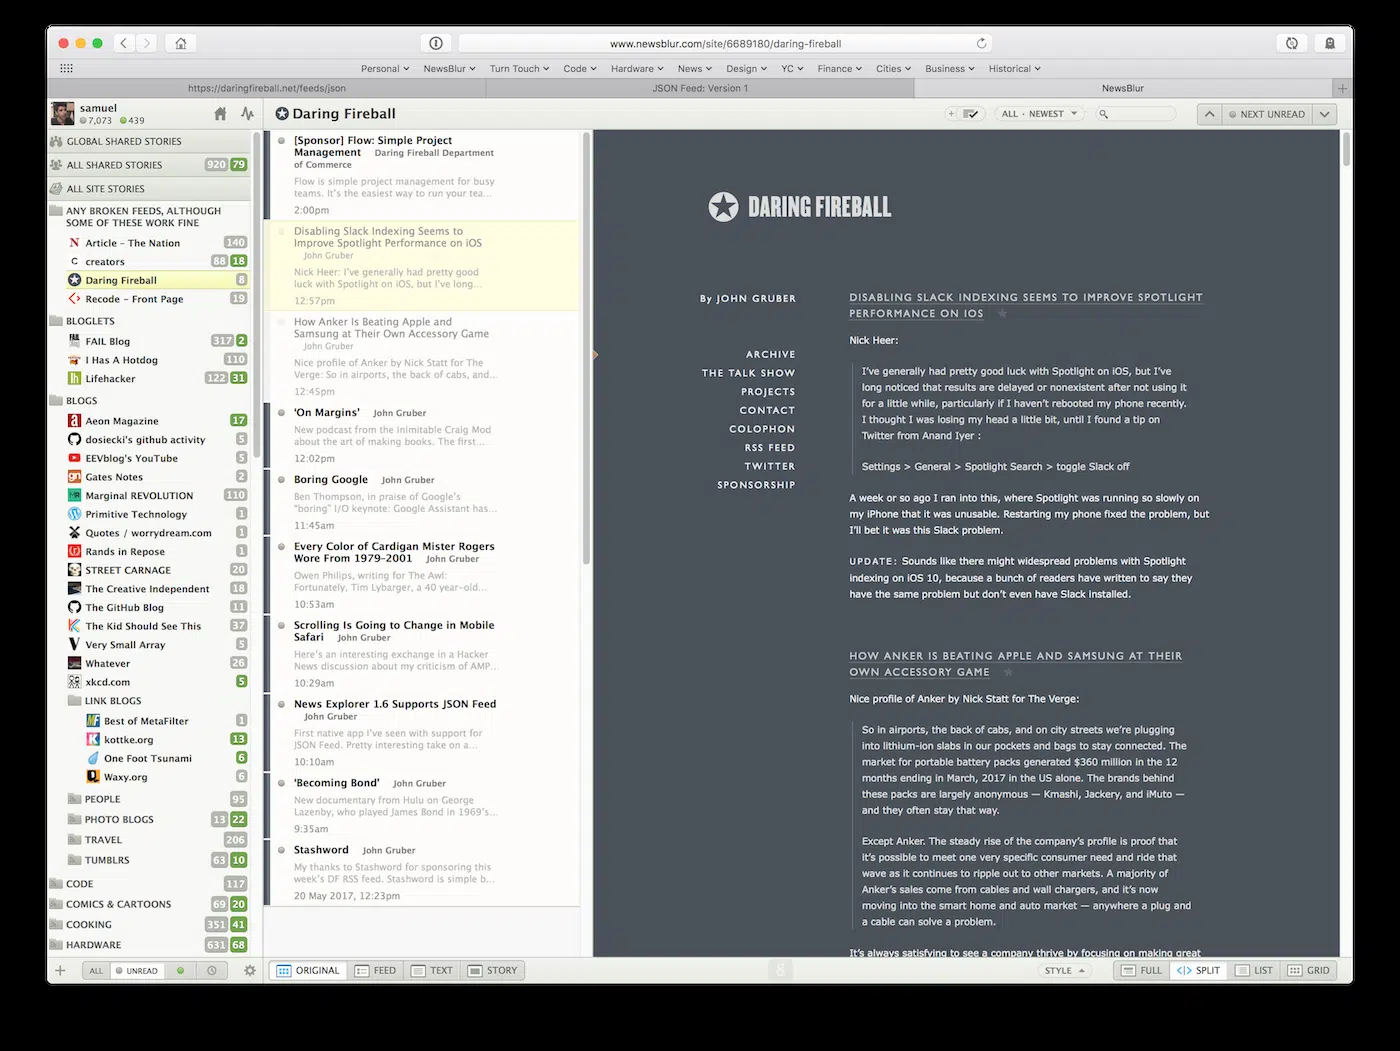 www.newsblur.com/site/6689180/daring-fireball
Personal NewsBlur Turn Touch Code Hardware News Design YC Finance Cities Business Historical
https://daringfireball.net/feeds/json
JSON Feed: Version 1
NewsBlur
samuel
7,073 439
Daring Fireball
ALL · NEWEST
NEXT UNREAD
GLOBAL SHARED STORIES
ALL SHARED STORIES 920 79
ALL SITE STORIES
ANY BROKEN FEEDS, ALTHOUGH
SOME OF THESE WORK FINE
Article – The Nation 140
creators 88 18
Daring Fireball 8
Recode – Front Page 19
BLOGLETS
FAIL Blog 317 2
I Has A Hotdog 110
Lifehacker 122 31
BLOGS
Aeon Magazine 17
dosiecki's github activity 5
EEVblog's YouTube 5
Gates Notes 2
Marginal REVOLUTION 110
Primitive Technology 1
Quotes / worrydream.com 1
Rands in Repose 1
STREET CARNAGE 20
The Creative Independent 18
The GitHub Blog 11
The Kid Should See This 37
Very Small Array 5
Whatever 26
xkcd.com 5
LINK BLOGS
Best of MetaFilter 1
kottke.org 13
One Foot Tsunami 6
Waxy.org 6
PEOPLE 95
PHOTO BLOGS 13 22
TRAVEL 206
TUMBLRS 63 10
CODE 117
COMICS & CARTOONS 69 20
COOKING 351 41
HARDWARE 631 68
ALL UNREAD
[Sponsor] Flow: Simple Project
Management Daring Fireball Department
of Commerce
Flow is simple project management for busy
teams. It's the easiest way to run your tea...
2:00pm
Disabling Slack Indexing Seems to
Improve Spotlight Performance on iOS
John Gruber
Nick Heer: I've generally had pretty good
luck with Spotlight on iOS, but I've long...
12:57pm
How Anker Is Beating Apple and
Samsung at Their Own Accessory Game
John Gruber
Nice profile of Anker by Nick Statt for The
Verge: So in airports, the back of cabs, and...
12:45pm
'On Margins' John Gruber
New podcast from the inimitable Craig Mod
about the art of making books. The first...
12:02pm
Boring Google John Gruber
Ben Thompson, in praise of Google's
"boring" I/O keynote: Google Assistant has...
11:45am
Every Color of Cardigan Mister Rogers
Wore From 1979–2001 John Gruber
Owen Philips, writing for The Awl:
Fortunately, Tim Lybarger, a 40 year-old...
10:53am
Scrolling Is Going to Change in Mobile
Safari John Gruber
Here's an interesting exchange in a Hacker
News discussion about my criticism of AMP...
10:29am
News Explorer 1.6 Supports JSON Feed
John Gruber
First native app I've seen with support for
JSON Feed. Pretty interesting take on a...
10:10am
'Becoming Bond' John Gruber
New documentary from Hulu on George
Lazenby, who played James Bond in 1969's...
9:35am
Stashword John Gruber
My thanks to Stashword for sponsoring this
week's DF RSS feed. Stashword is simple b...
20 May 2017, 12:23pm
DARING FIREBALL
By JOHN GRUBER
ARCHIVE
THE TALK SHOW
PROJECTS
CONTACT
COLOPHON
RSS FEED
TWITTER
SPONSORSHIP
DISABLING SLACK INDEXING SEEMS TO IMPROVE SPOTLIGHT
PERFORMANCE ON IOS
Nick Heer:
I've generally had pretty good luck with Spotlight on iOS, but I've
long noticed that results are delayed or nonexistent after not using it
for a little while, particularly if I haven't rebooted my phone recently.
I thought I was losing my head a little bit, until I found a tip on
Twitter from Anand Iyer :
Settings > General > Spotlight Search > toggle Slack off
A week or so ago I ran into this, where Spotlight was running so slowly on
my iPhone that it was unusable. Restarting my phone fixed the problem, but
I'll bet it was this Slack problem.
UPDATE: Sounds like there might widespread problems with Spotlight
indexing on iOS 10, because a bunch of readers have written to say they
have the same problem but don't even have Slack installed.
HOW ANKER IS BEATING APPLE AND SAMSUNG AT THEIR
OWN ACCESSORY GAME
Nice profile of Anker by Nick Statt for The Verge:
So in airports, the back of cabs, and on city streets we're plugging
into lithium-ion slabs in our pockets and bags to stay connected. The
market for portable battery packs generated $360 million in the 12
months ending in March, 2017 in the US alone. The brands behind
these packs are largely anonymous — Kmashi, Jackery, and iMuto —
and they often stay that way.
Except Anker. The steady rise of the company's profile is proof that
it's possible to meet one very specific consumer need and ride that
wave as it continues to ripple out to other markets. A majority of
Anker's sales come from cables and wall chargers, and it's now
moving into the smart home and auto market — anywhere a plug and
a cable can solve a problem.
It's always satisfying to see a company thrive by focusing on making great
ORIGINAL FEED TEXT STORY
STYLE
FULL SPLIT LIST GRID